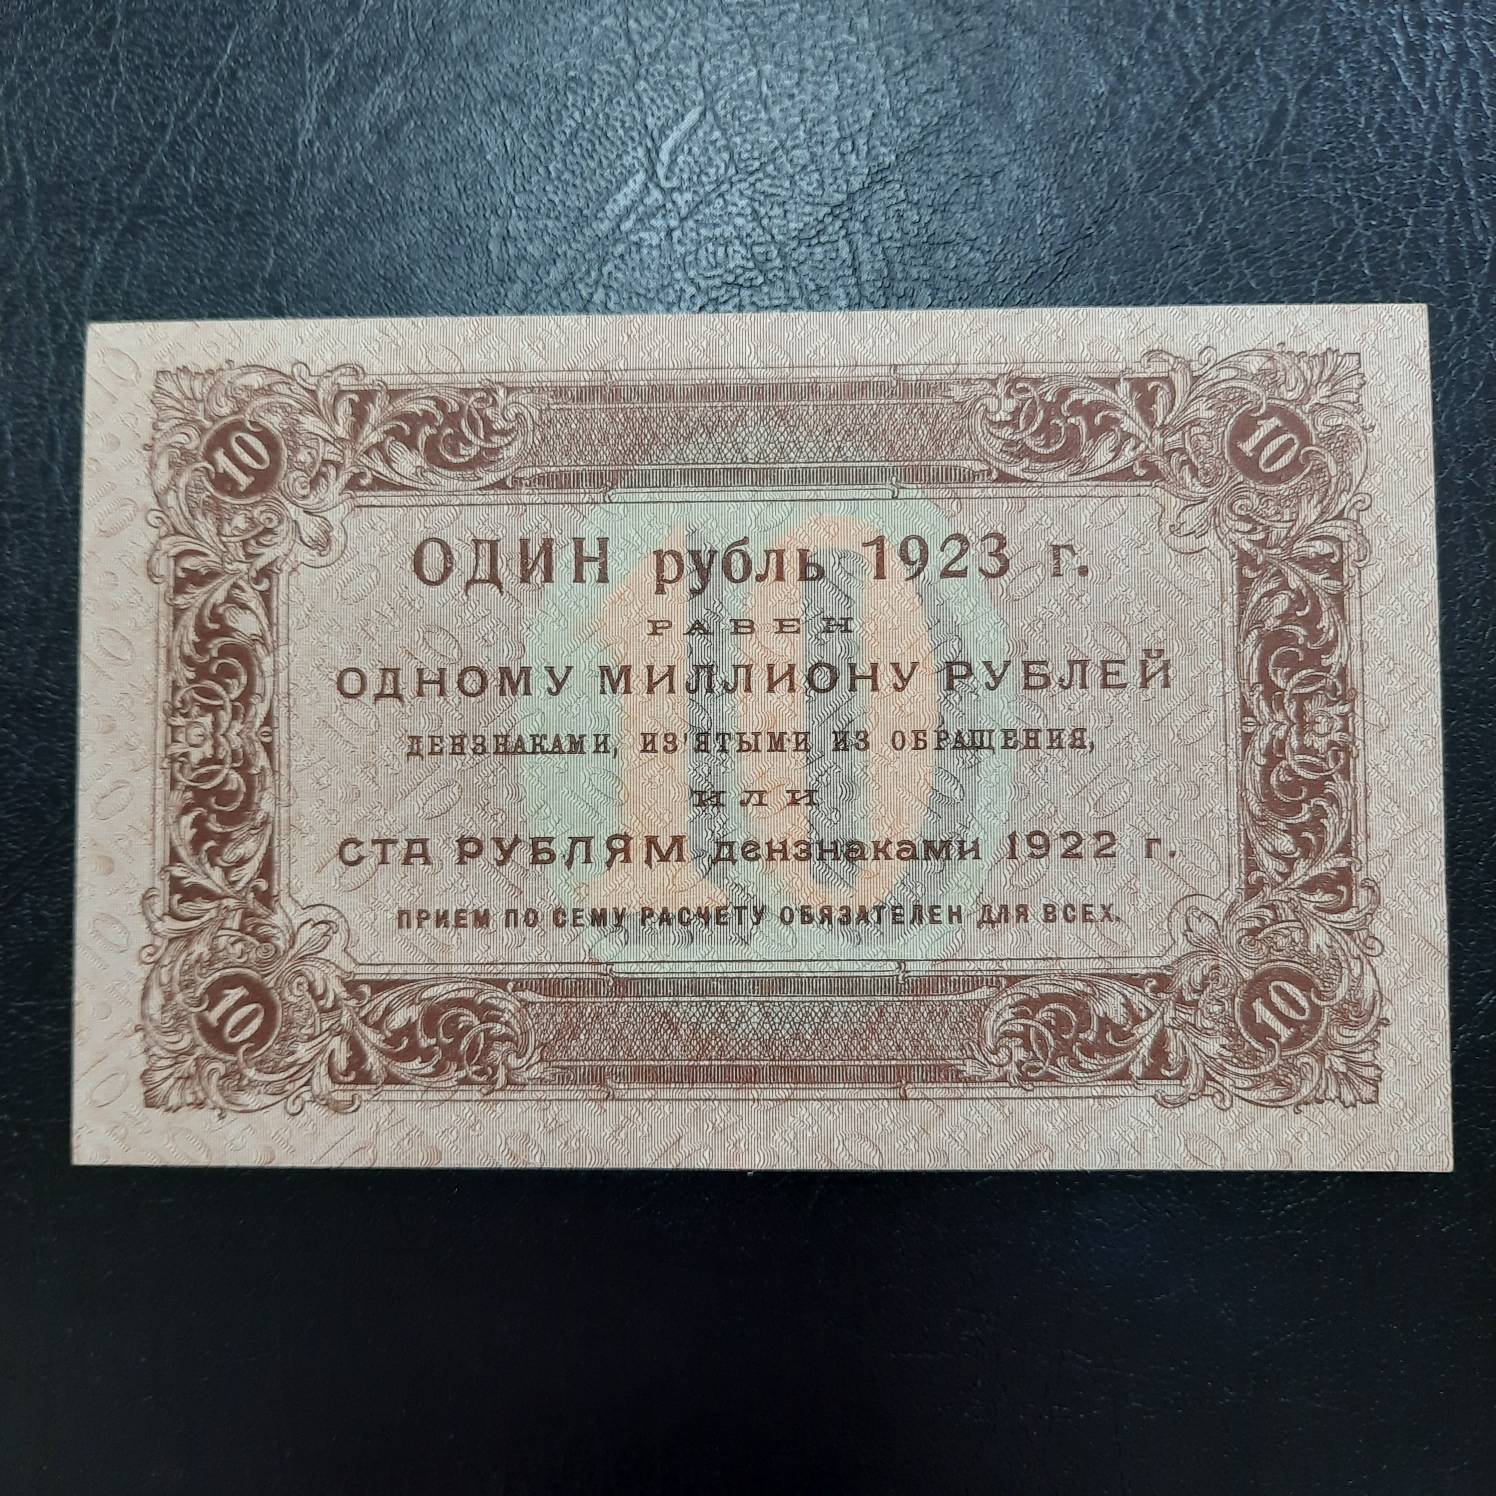 10 10
ОДИН рубль 1923 г.
РАВЕН
ОДНОМУ МИЛЛИОНУ РУБЛЕЙ
ДЕНЗНАКАМИ, ИЗ'ЯТЫМИ ИЗ ОБРАЩЕНИЯ,
ИЛИ
СТА РУБЛЯМ дензнаками 1922 г.
ПРИЕМ ПО СЕМУ РАСЧЕТУ ОБЯЗАТЕЛЕН ДЛЯ ВСЕХ.
10
10 10